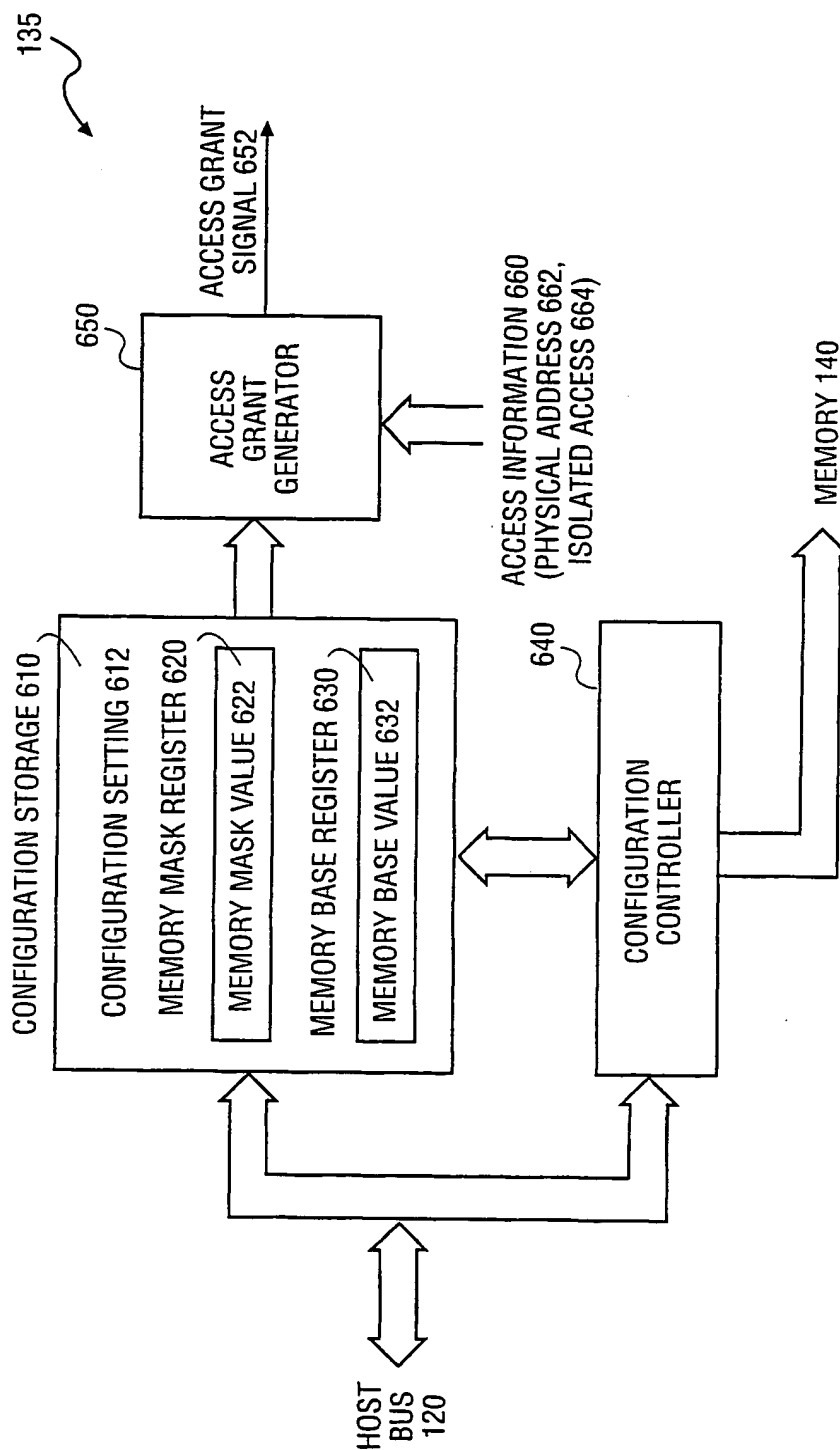 135
CONFIGURATION STORAGE 610
CONFIGURATION SETTING 612
MEMORY MASK REGISTER 620
MEMORY MASK VALUE 622
MEMORY BASE REGISTER 630
MEMORY BASE VALUE 632
650
ACCESS
GRANT
GENERATOR
ACCESS GRANT
SIGNAL 652
ACCESS INFORMATION 660
(PHYSICAL ADDRESS 662,
ISOLATED ACCESS 664)
HOST
BUS
120
640
CONFIGURATION
CONTROLLER
MEMORY 140